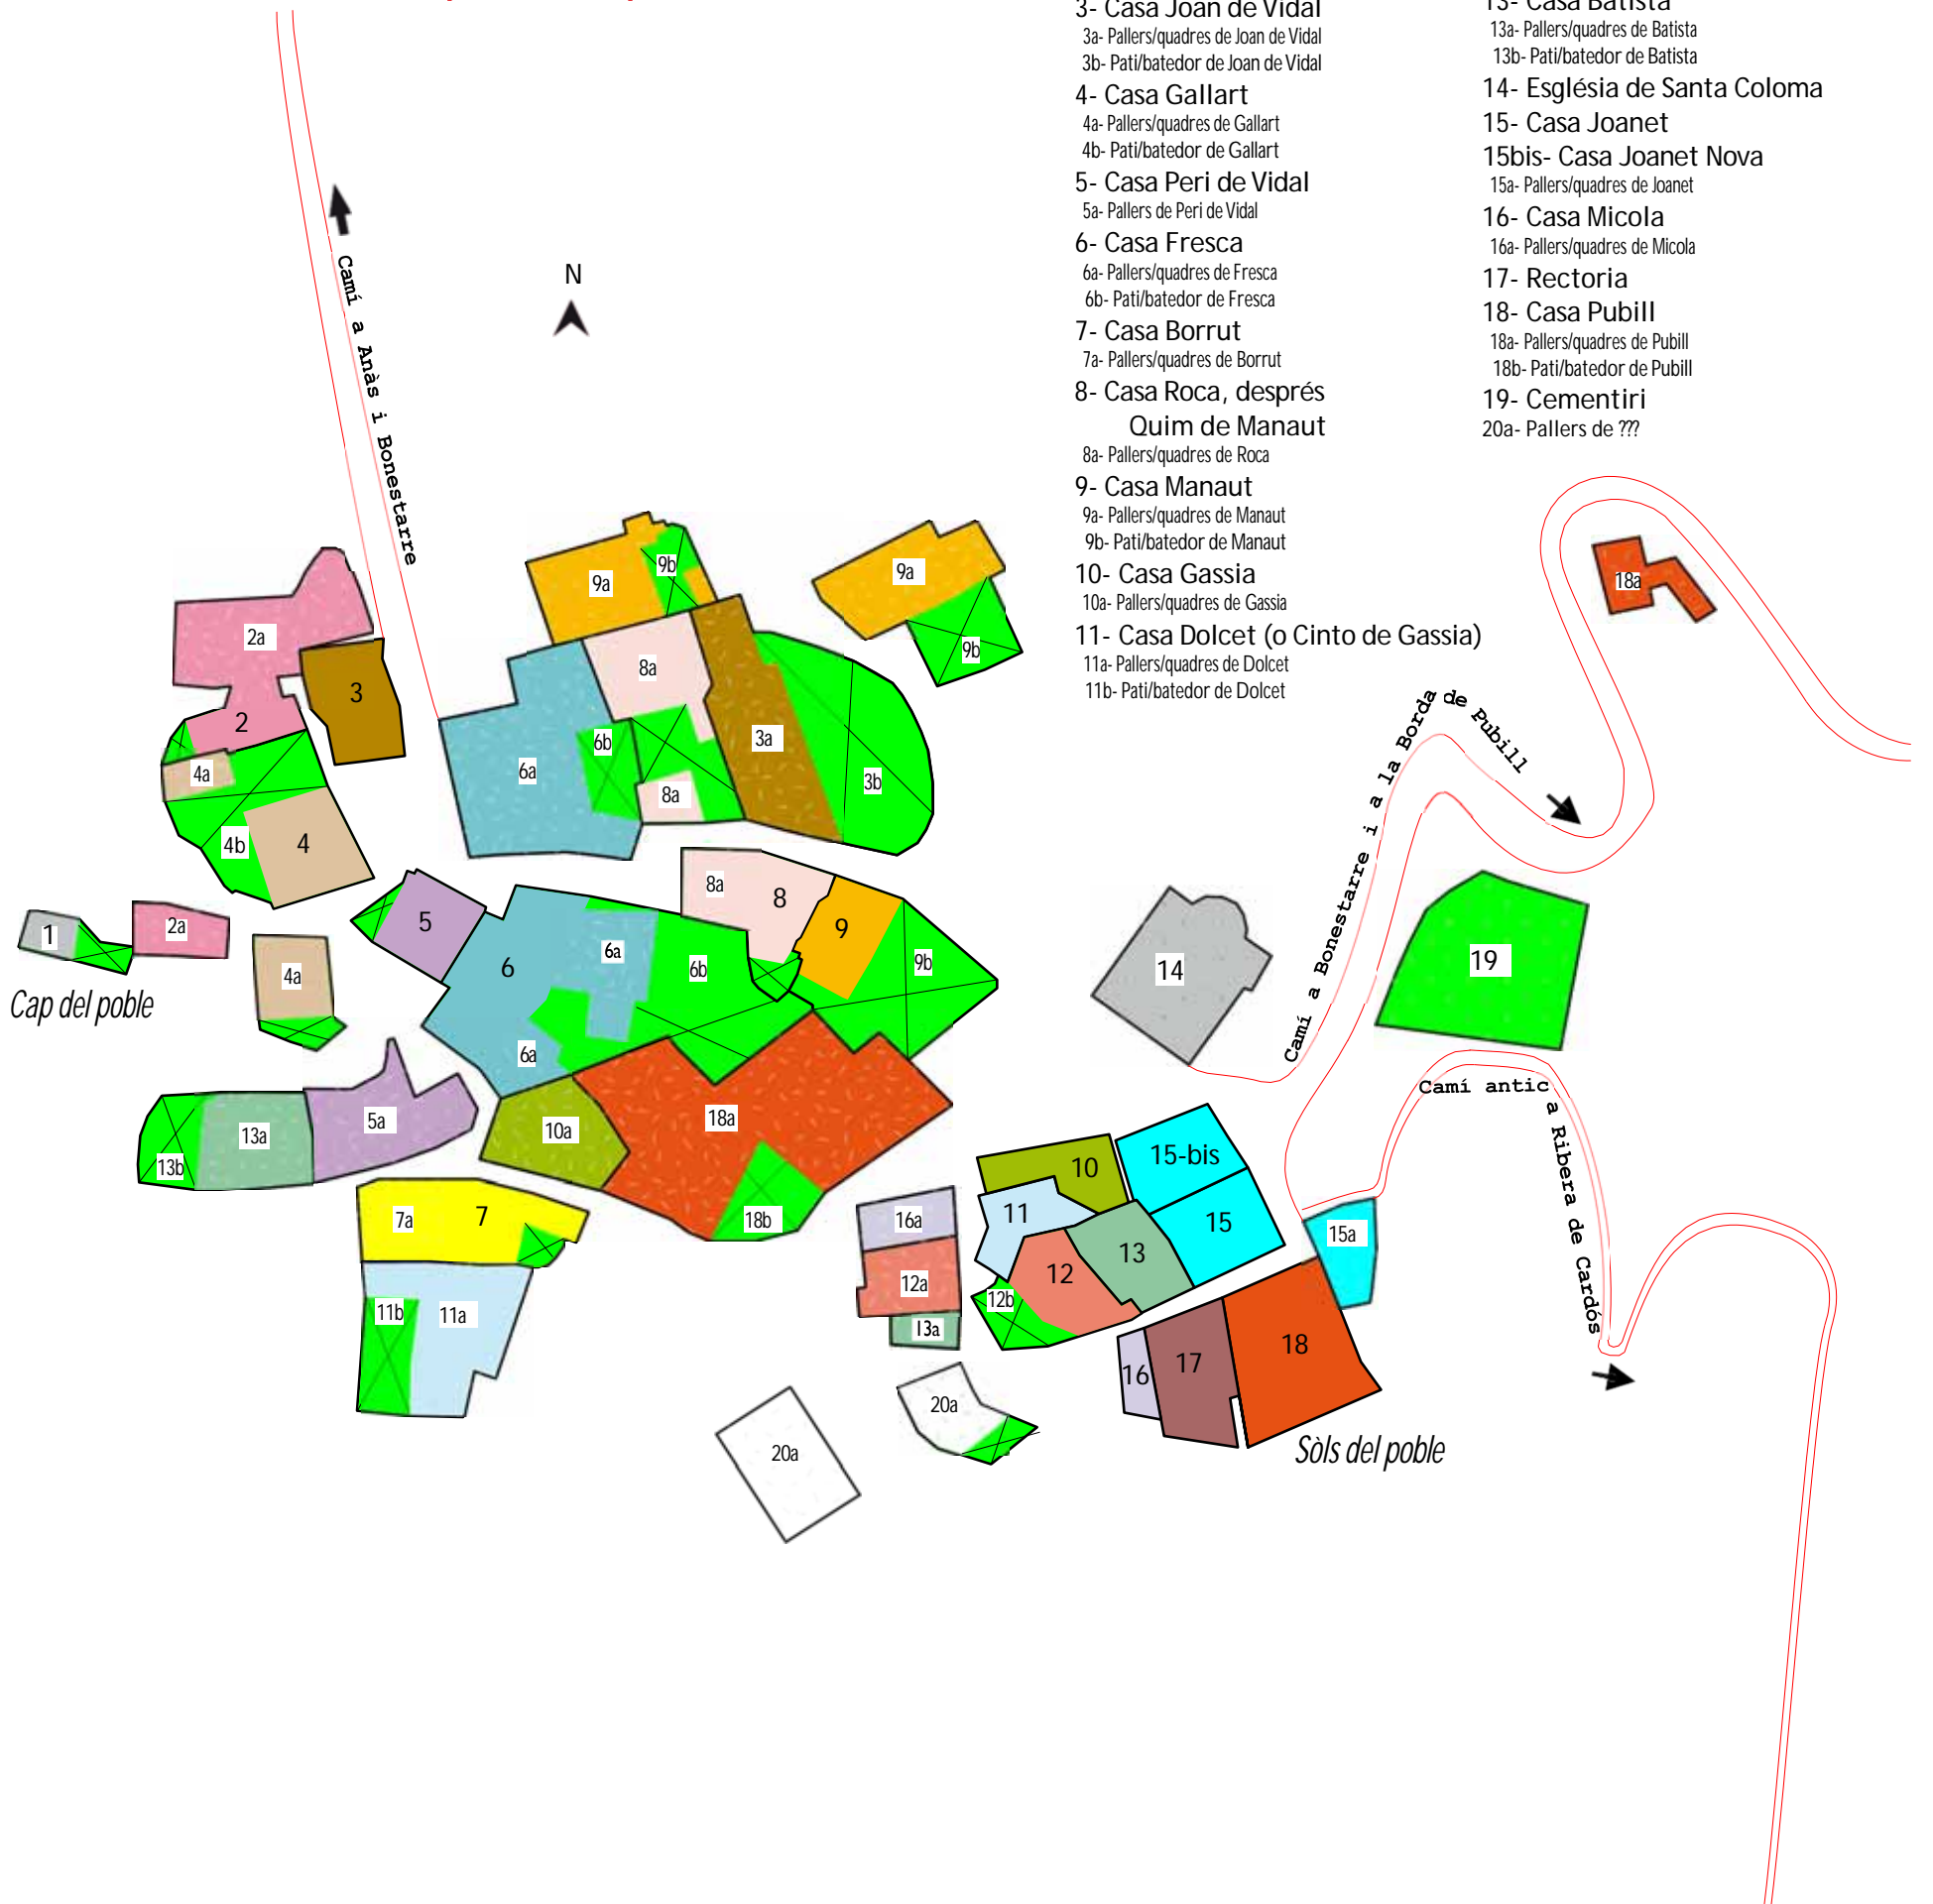 3- Casa Joan de Vidal
3a- Pallers/quadres de Joan de Vidal
3b- Pati/batedor de Joan de Vidal
4- Casa Gallart
4a- Pallers/quadres de Gallart
4b- Pati/batedor de Gallart
5- Casa Peri de Vidal
5a- Pallers de Peri de Vidal
6- Casa Fresca
6a- Pallers/quadres de Fresca
6b- Pati/batedor de Fresca
7- Casa Borrut
7a- Pallers/quadres de Borrut
8- Casa Roca, després
Quim de Manaut
8a- Pallers/quadres de Roca
9- Casa Manaut
9a- Pallers/quadres de Manaut
9b- Pati/batedor de Manaut
10- Casa Gassia
10a- Pallers/quadres de Gassia
11- Casa Dolcet (o Cinto de Gassia)
11a- Pallers/quadres de Dolcet
11b- Pati/batedor de Dolcet
13- Casa Batista
13a- Pallers/quadres de Batista
13b- Pati/batedor de Batista
14- Església de Santa Coloma
15- Casa Joanet
15bis- Casa Joanet Nova
15a- Pallers/quadres de Joanet
16- Casa Micola
16a- Pallers/quadres de Micola
17- Rectoria
18- Casa Pubill
18a- Pallers/quadres de Pubill
18b- Pati/batedor de Pubill
19- Cementiri
20a- Pallers de ???
Camí a Anàs i Bonestarre
N
9a
9b
9a
9b
18a
2a
3
2
8a
3a
3b
6b
6a
8a
4a
4b
4
8a
8
9
9b
5
6
6a
6b
1
2a
4a
Cap del poble
6a
14
19
Camí a Bonestarre i a la Borda de Pubill
Camí antic a Ribera de Cardós
13b
13a
5a
10a
18a
18b
7a
7
11b
11a
16a
12a
13a
10
15-bis
11
15
13
12
12b
15a
16
17
18
20a
20a
Sòls del poble